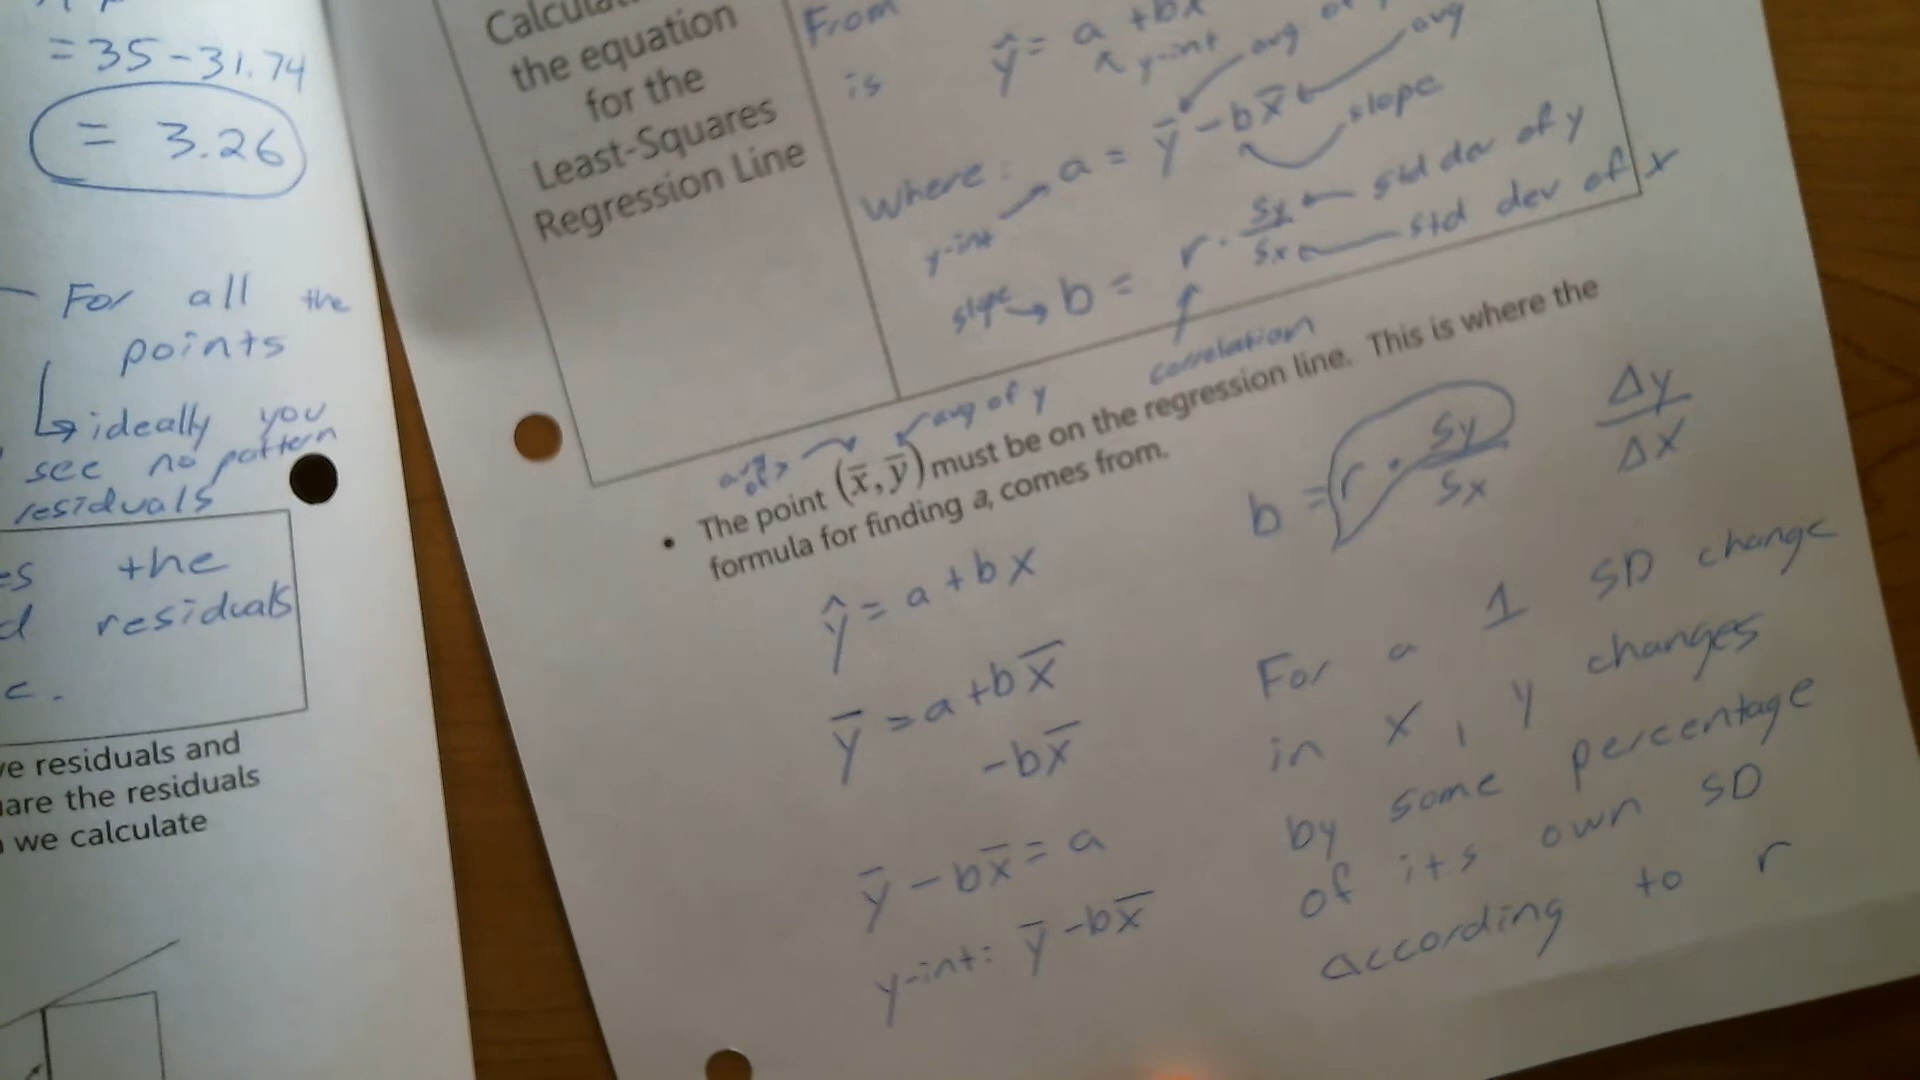 = 35 - 31.74
= 3.26
For all the
points
ideally you
see no pattern
residuals
es the
d residuals
c.
ve residuals and
are the residuals
we calculate
the equation
for the
Least-Squares
Regression Line
From
is ŷ = a + bx
y-int avg of avg
Where: a = ȳ - bx̄ slope
y-int
slope → b = r · sy/sx
std dev of y
std dev of x
correlation
avg of x avg of y
• The point (x̄, ȳ) must be on the regression line. This is where the
formula for finding a, comes from.
ŷ = a + bx
ȳ = a + bx̄
-bx̄
ȳ - bx̄ = a
y-int: ȳ - bx̄
b = r · sy/sx Δy/Δx
For a 1 SD change
in x, y changes
by some percentage
of its own SD
according to r